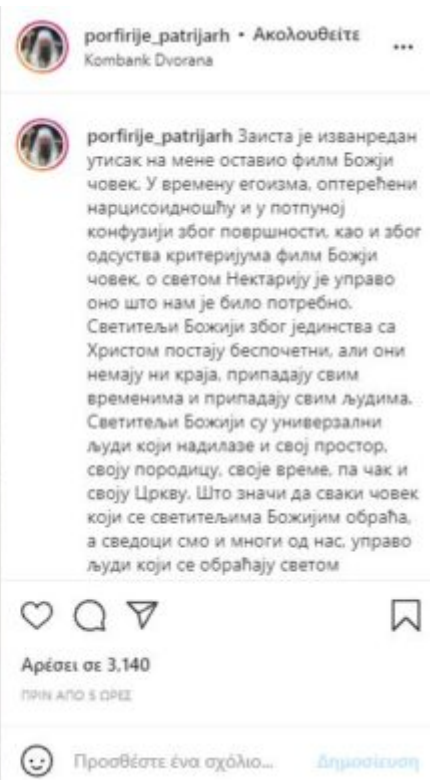 porfirije_patrijarh • Ακολουθείτε
Kombank Dvorana
porfirije_patrijarh Заиста је изванредан
утисак на мене оставио филм Божји
човек. У времену егоизма, оптерећени
нарцисоидношћу и у потпуној
конфузији због површности, као и због
одсуства критеријума филм Божји
човек, о светом Нектарију је управо
оно што нам је било потребно.
Светитељи Божији због јединства са
Христом постају беспочетни, али они
немају ни краја, припадају свим
временима и припадају свим људима.
Светитељи Божији су универзални
људи који надилазе и свој простор,
своју породицу, своје време, па чак и
своју Цркву. Што значи да сваки човек
који се светитељима Божијим обраћа,
а сведоци смо и многи од нас, управо
људи који се обраћају светом
Αρέσει σε 3,140
ΠΡΙΝ ΑΠΟ 5 ΩΡΕΣ
Προσθέστε ένα σχόλιο...
Δημοσίευση